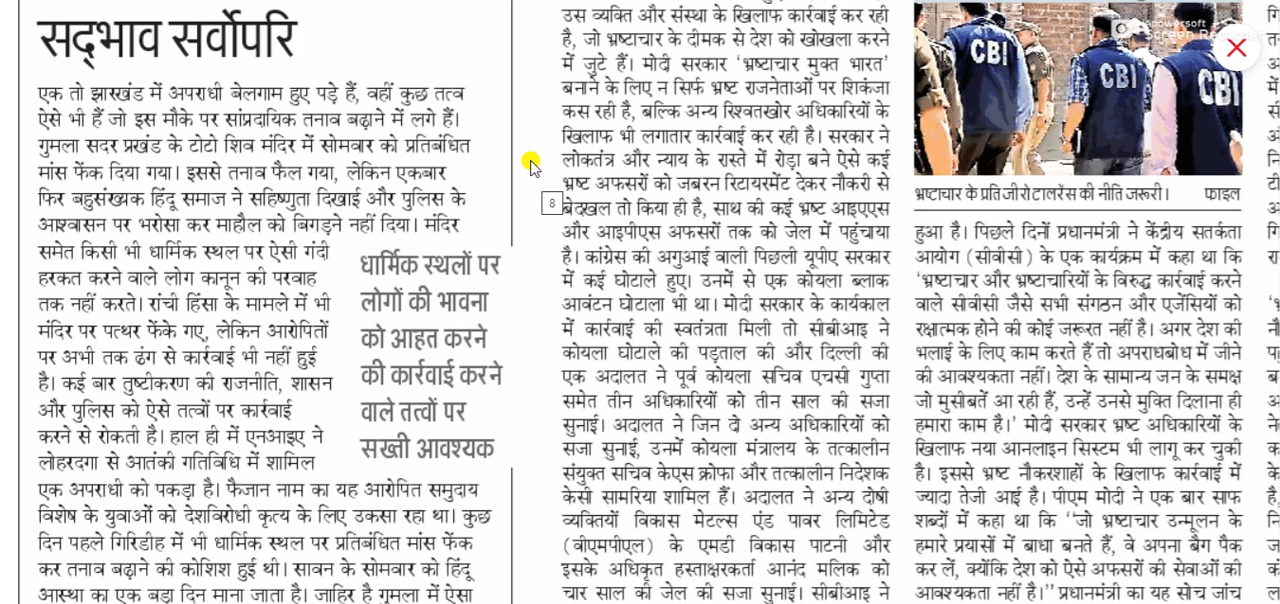 सद्भाव सर्वोपरि
एक तो झारखंड में अपराधी बेलगाम हुए पड़े हैं, वहीं कुछ तत्व
ऐसे भी हैं जो इस मौके पर सांप्रदायिक तनाव बढ़ाने में लगे हैं।
गुमला सदर प्रखंड के टोटो शिव मंदिर में सोमवार को प्रतिबंधित
मांस फेंक दिया गया। इससे तनाव फैल गया, लेकिन एकबार
फिर बहुसंख्यक हिंदू समाज ने सहिष्णुता दिखाई और पुलिस के
आश्वासन पर भरोसा कर माहौल को बिगड़ने नहीं दिया। मंदिर
समेत किसी भी धार्मिक स्थल पर ऐसी गंदी
हरकत करने वाले लोग कानून की परवाह
तक नहीं करते। रांची हिंसा के मामले में भी
मंदिर पर पत्थर फेंके गए, लेकिन आरोपितों
पर अभी तक ढंग से कार्रवाई भी नहीं हुई
है। कई बार तुष्टीकरण की राजनीति, शासन
और पुलिस को ऐसे तत्वों पर कार्रवाई
करने से रोकती है। हाल ही में एनआइए ने
लोहरदगा से आतंकी गतिविधि में शामिल
एक अपराधी को पकड़ा है। फैजान नाम का यह आरोपित समुदाय
विशेष के युवाओं को देशविरोधी कृत्य के लिए उकसा रहा था। कुछ
दिन पहले गिरिडीह में भी धार्मिक स्थल पर प्रतिबंधित मांस फेंक
कर तनाव बढ़ाने की कोशिश हुई थी। सावन के सोमवार को हिंदू
आस्था का एक बड़ा दिन माना जाता है। जाहिर है गुमला में ऐसा
धार्मिक स्थलों पर
लोगों की भावना
को आहत करने
की कार्रवाई करने
वाले तत्वों पर
सख्ती आवश्यक
8
उस व्यक्ति और संस्था के खिलाफ कार्रवाई कर रही
है, जो भ्रष्टाचार के दीमक से देश को खोखला करने
में जुटे हैं। मोदी सरकार 'भ्रष्टाचार मुक्त भारत'
बनाने के लिए न सिर्फ भ्रष्ट राजनेताओं पर शिकंजा
कस रही है, बल्कि अन्य रिश्वतखोर अधिकारियों के
खिलाफ भी लगातार कार्रवाई कर रही है। सरकार ने
लोकतंत्र और न्याय के रास्ते में रोड़ा बने ऐसे कई
भ्रष्ट अफसरों को जबरन रिटायरमेंट देकर नौकरी से
बेदखल तो किया ही है, साथ की कई भ्रष्ट आइएएस
और आइपीएस अफसरों तक को जेल में पहुंचाया
है। कांग्रेस की अगुआई वाली पिछली यूपीए सरकार
में कई घोटाले हुए। उनमें से एक कोयला ब्लाक
आवंटन घोटाला भी था। मोदी सरकार के कार्यकाल
में कार्रवाई की स्वतंत्रता मिली तो सीबीआइ ने
कोयला घोटाले की पड़ताल की और दिल्ली की
एक अदालत ने पूर्व कोयला सचिव एचसी गुप्ता
समेत तीन अधिकारियों को तीन साल की सजा
सुनाई। अदालत ने जिन दो अन्य अधिकारियों को
सजा सुनाई, उनमें कोयला मंत्रालय के तत्कालीन
संयुक्त सचिव केएस क्रोफा और तत्कालीन निदेशक
केसी सामरिया शामिल हैं। अदालत ने अन्य दोषी
व्यक्तियों विकास मेटल्स एंड पावर लिमिटेड
(वीएमपीएल) के एमडी विकास पाटनी और
इसके अधिकृत हस्ताक्षरकर्ता आनंद मलिक को
चार साल की जेल की सजा सुनाई। सीबीआइ ने
CBI
CBI
CBI
Apowersoft
Screen
भ्रष्टाचार के प्रति जीरो टालरेंस की नीति जरूरी। फाइल
हुआ है। पिछले दिनों प्रधानमंत्री ने केंद्रीय सतर्कता
आयोग (सीवीसी) के एक कार्यक्रम में कहा था कि
'भ्रष्टाचार और भ्रष्टाचारियों के विरुद्ध कार्रवाई करने
वाले सीवीसी जैसे सभी संगठन और एजेंसियों को
रक्षात्मक होने की कोई जरूरत नहीं है। अगर देश की
भलाई के लिए काम करते हैं तो अपराधबोध में जीने
की आवश्यकता नहीं। देश के सामान्य जन के समक्ष
जो मुसीबतें आ रही हैं, उन्हें उनसे मुक्ति दिलाना ही
हमारा काम है।' मोदी सरकार भ्रष्ट अधिकारियों के
खिलाफ नया आनलाइन सिस्टम भी लागू कर चुकी
है। इससे भ्रष्ट नौकरशाहों के खिलाफ कार्रवाई में
ज्यादा तेजी आई है। पीएम मोदी ने एक बार साफ
शब्दों में कहा था कि ''जो भ्रष्टाचार उन्मूलन के
हमारे प्रयासों में बाधा बनते हैं, वे अपना बैग पैक
कर लें, क्योंकि देश को ऐसे अफसरों की सेवाओं की
आवश्यकता नहीं है।'' प्रधानमंत्री का यह सोच जांच